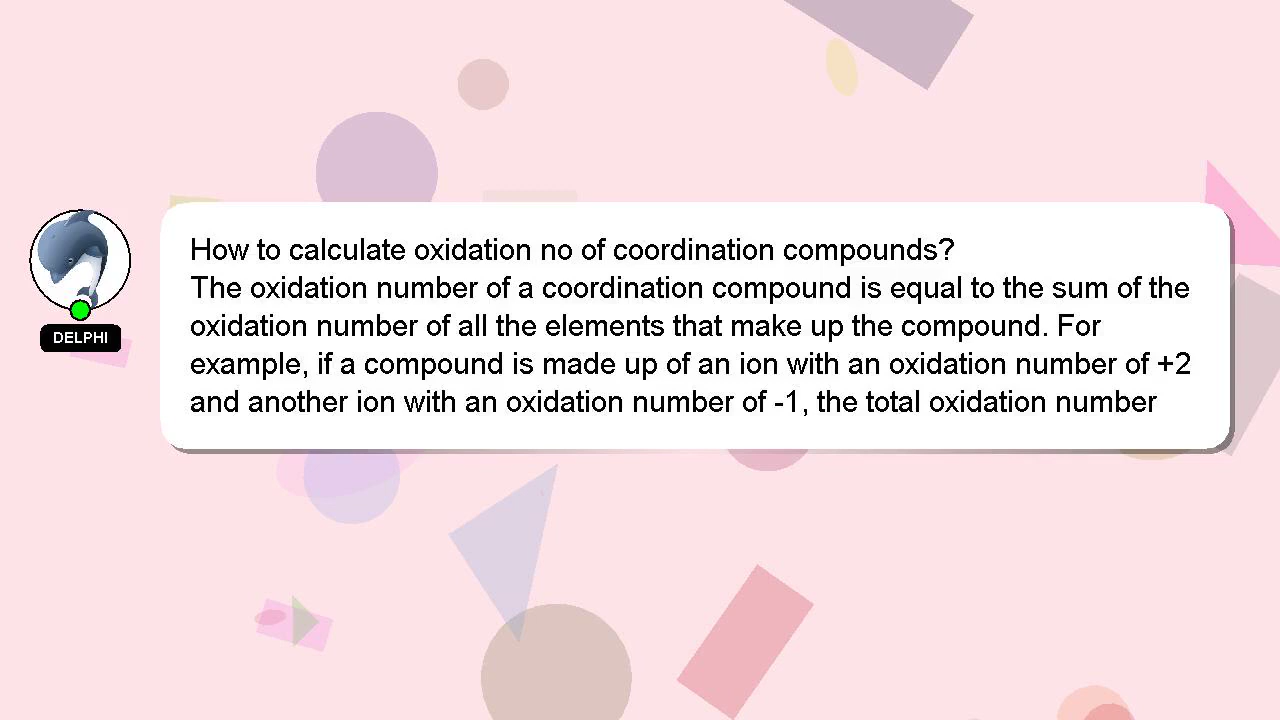 How to calculate oxidation no of coordination compounds?
The oxidation number of a coordination compound is equal to the sum of the
oxidation number of all the elements that make up the compound. For
example, if a compound is made up of an ion with an oxidation number of +2
and another ion with an oxidation number of -1, the total oxidation number
DELPHI